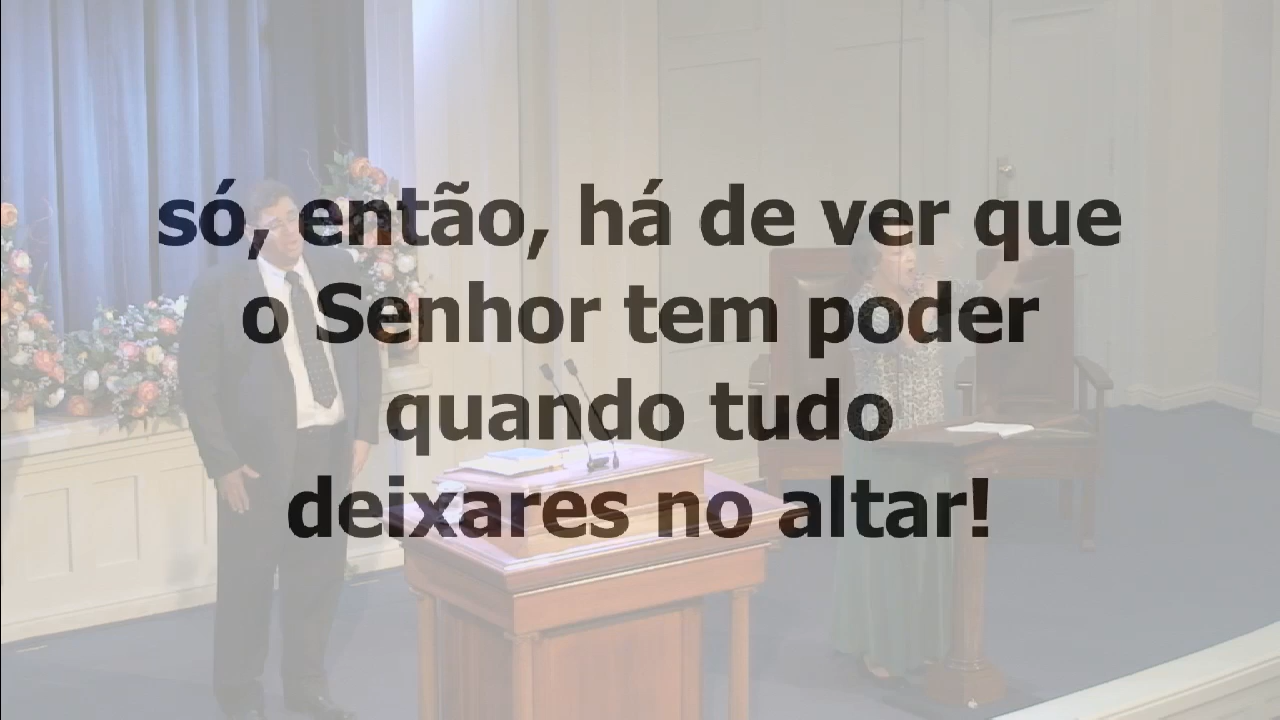 só, então, há de ver que
o Senhor tem poder
quando tudo
deixares no altar!